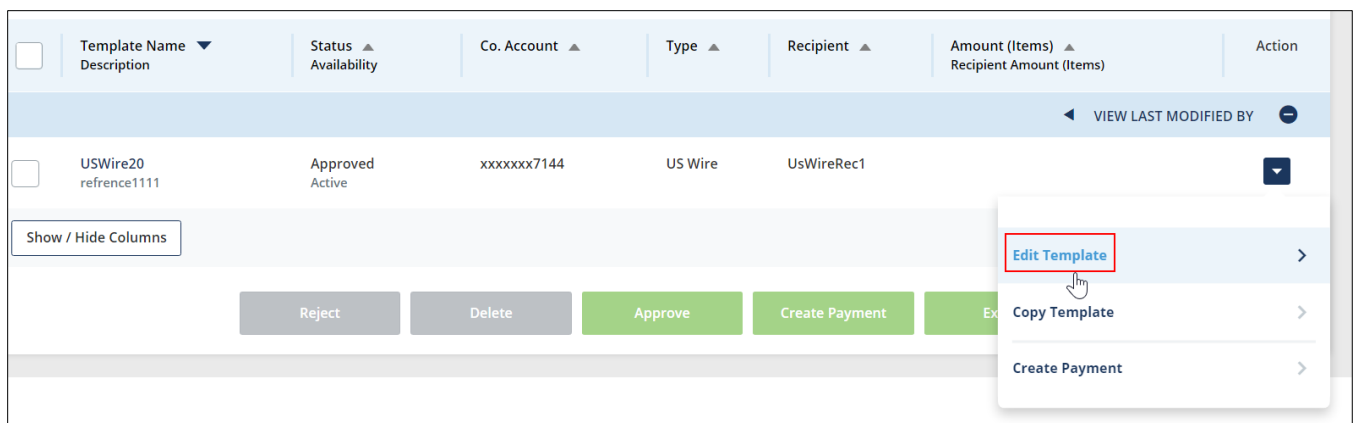 Template Name Status Co. Account Type Recipient Amount (Items) Action
Description Availability Recipient Amount (Items)
VIEW LAST MODIFIED BY
USWire20 Approved xxxxxxx7144 US Wire UsWireRec1
refrence1111 Active
Show / Hide Columns
Edit Template
Reject Delete Approve Create Payment Ex
Copy Template
Create Payment